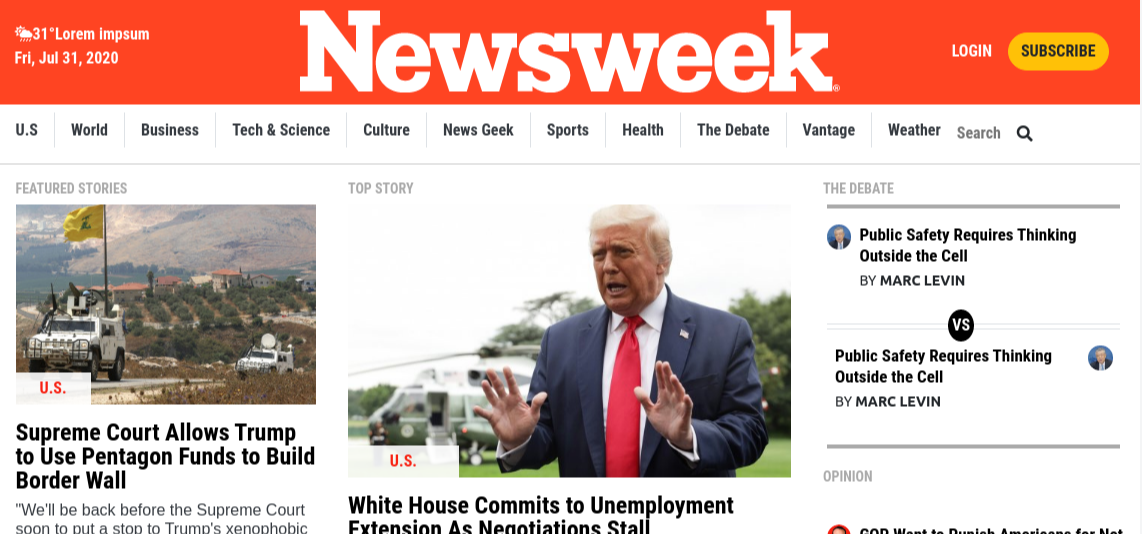 31°Lorem impsum
Fri, Jul 31, 2020
Newsweek
®
LOGIN
SUBSCRIBE
U.S
World
Business
Tech & Science
Culture
News Geek
Sports
Health
The Debate
Vantage
Weather
Search
FEATURED STORIES
U.S.
Supreme Court Allows Trump
to Use Pentagon Funds to Build
Border Wall
"We'll be back before the Supreme Court
soon to put a stop to Trump's xenophobic
TOP STORY
U.S.
White House Commits to Unemployment
Extension As Negotiations Stall
THE DEBATE
Public Safety Requires Thinking
Outside the Cell
BY MARC LEVIN
VS
Public Safety Requires Thinking
Outside the Cell
BY MARC LEVIN
OPINION
GOP Want to Punish Americans for Not